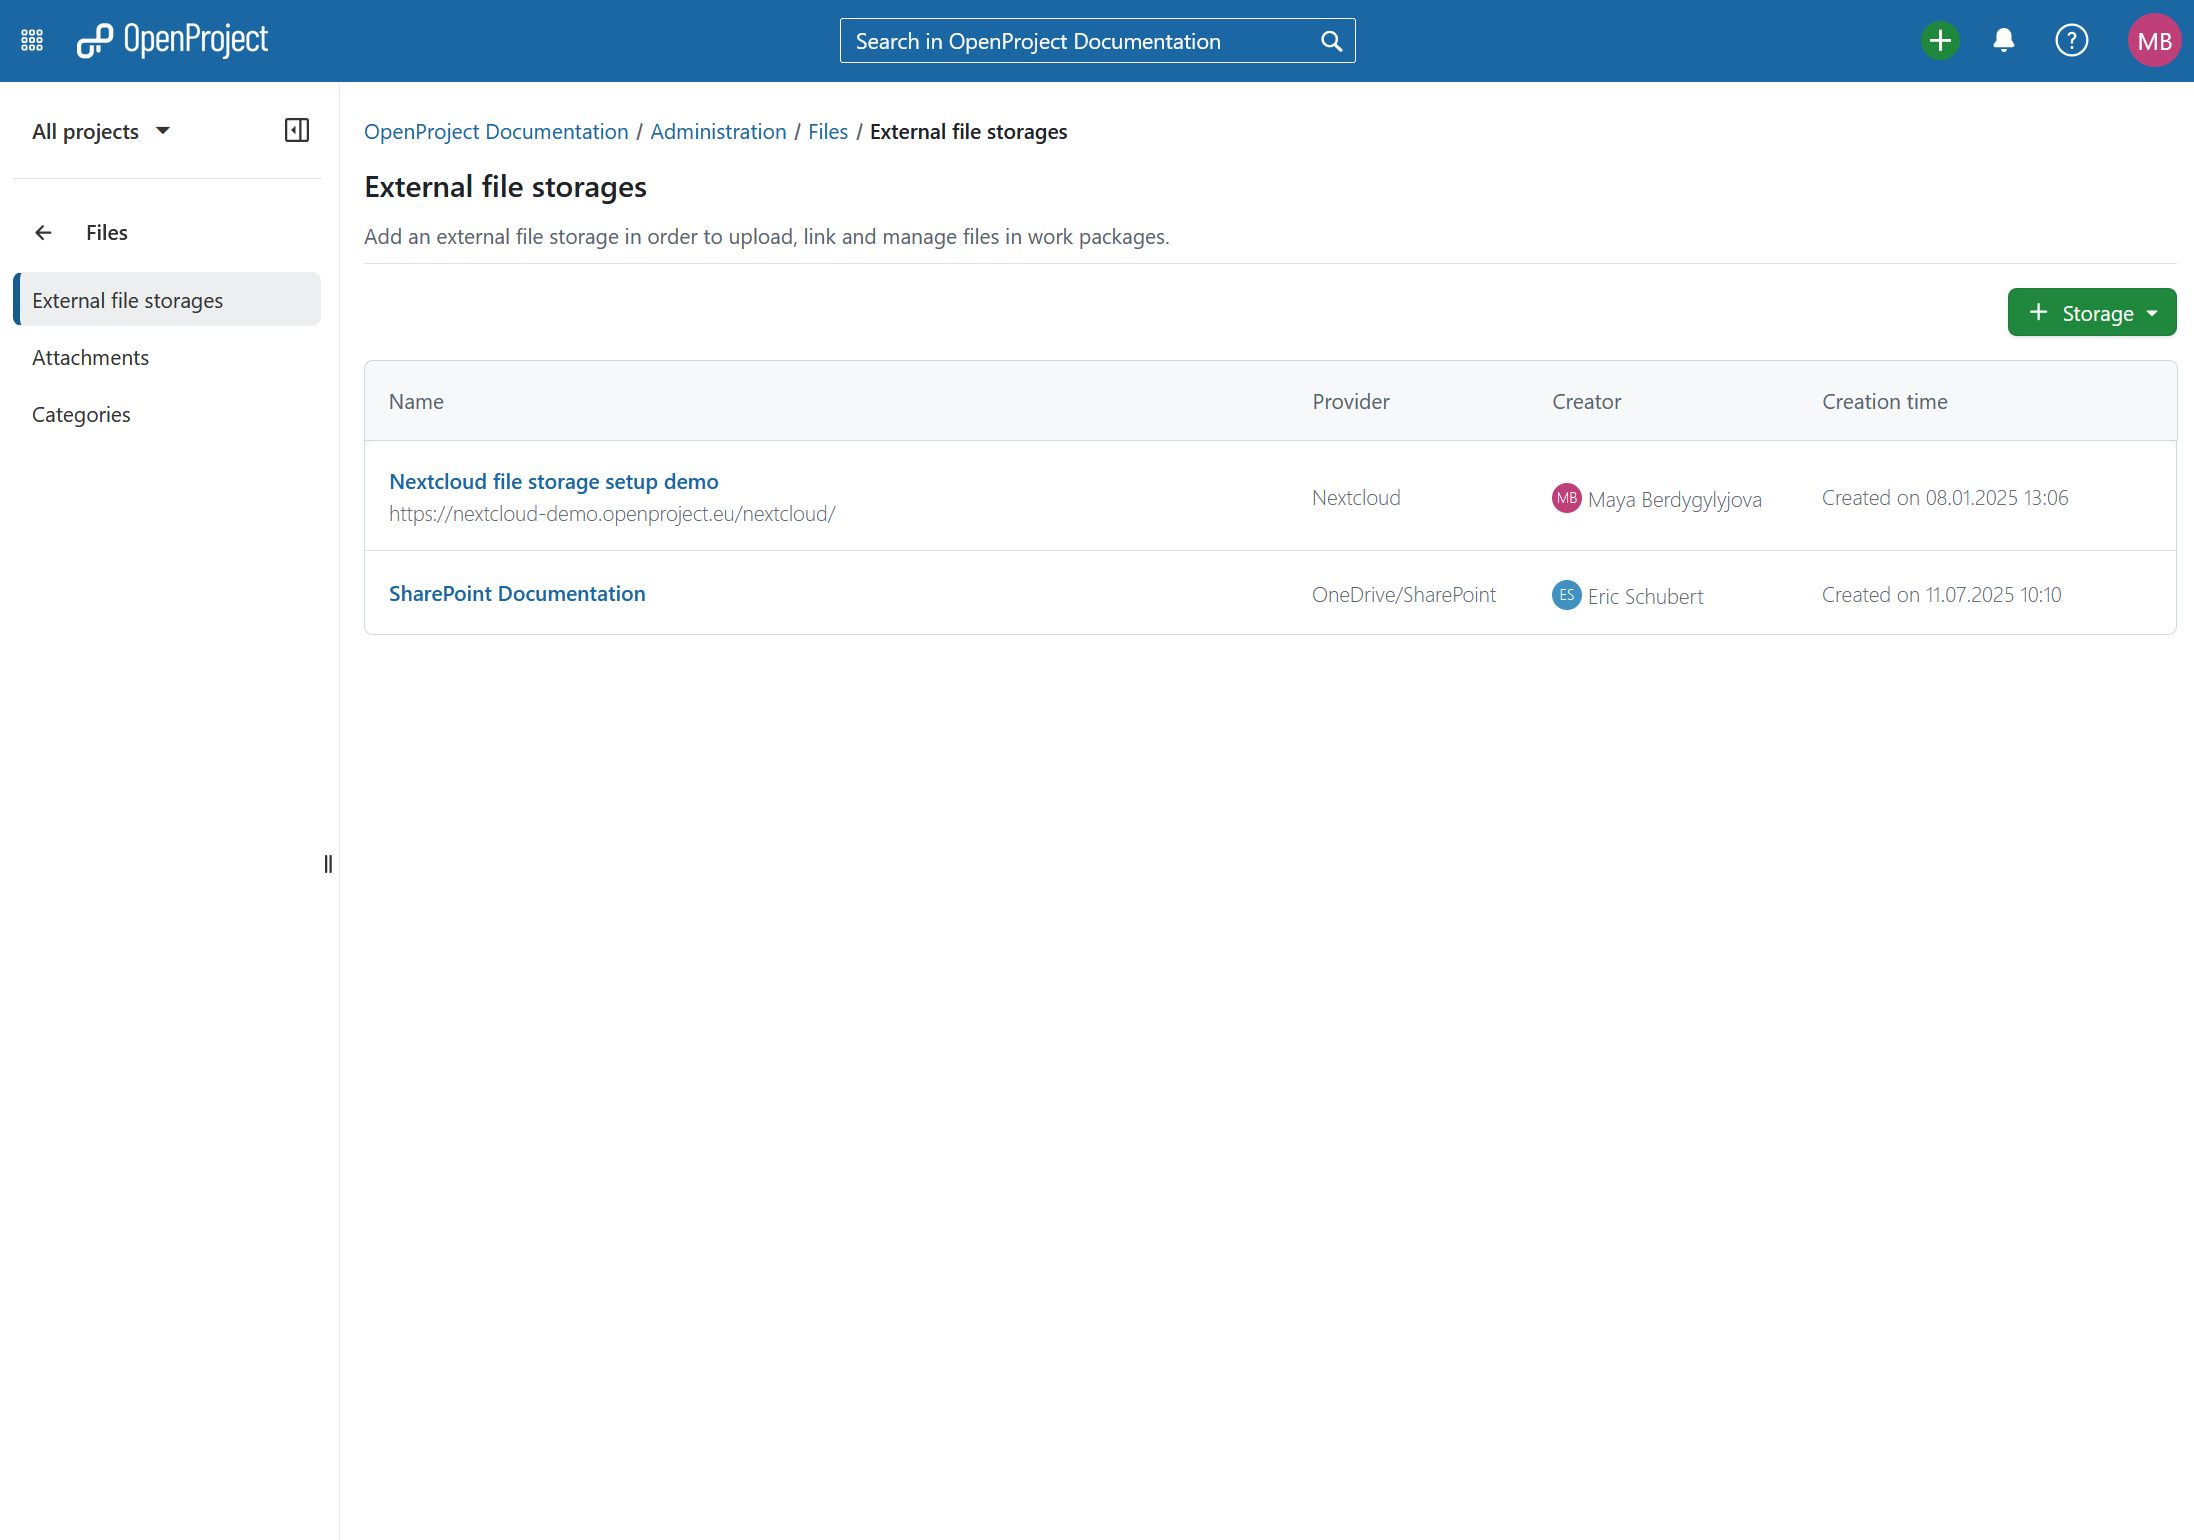 OpenProject
Search in OpenProject Documentation
MB
All projects
OpenProject Documentation / Administration / Files / External file storages
External file storages
Add an external file storage in order to upload, link and manage files in work packages.
Files
External file storages
Attachments
Categories
+ Storage
Name Provider Creator Creation time
Nextcloud file storage setup demo
https://nextcloud-demo.openproject.eu/nextcloud/
Nextcloud MB Maya Berdygylyjova Created on 08.01.2025 13:06
SharePoint Documentation OneDrive/SharePoint ES Eric Schubert Created on 11.07.2025 10:10